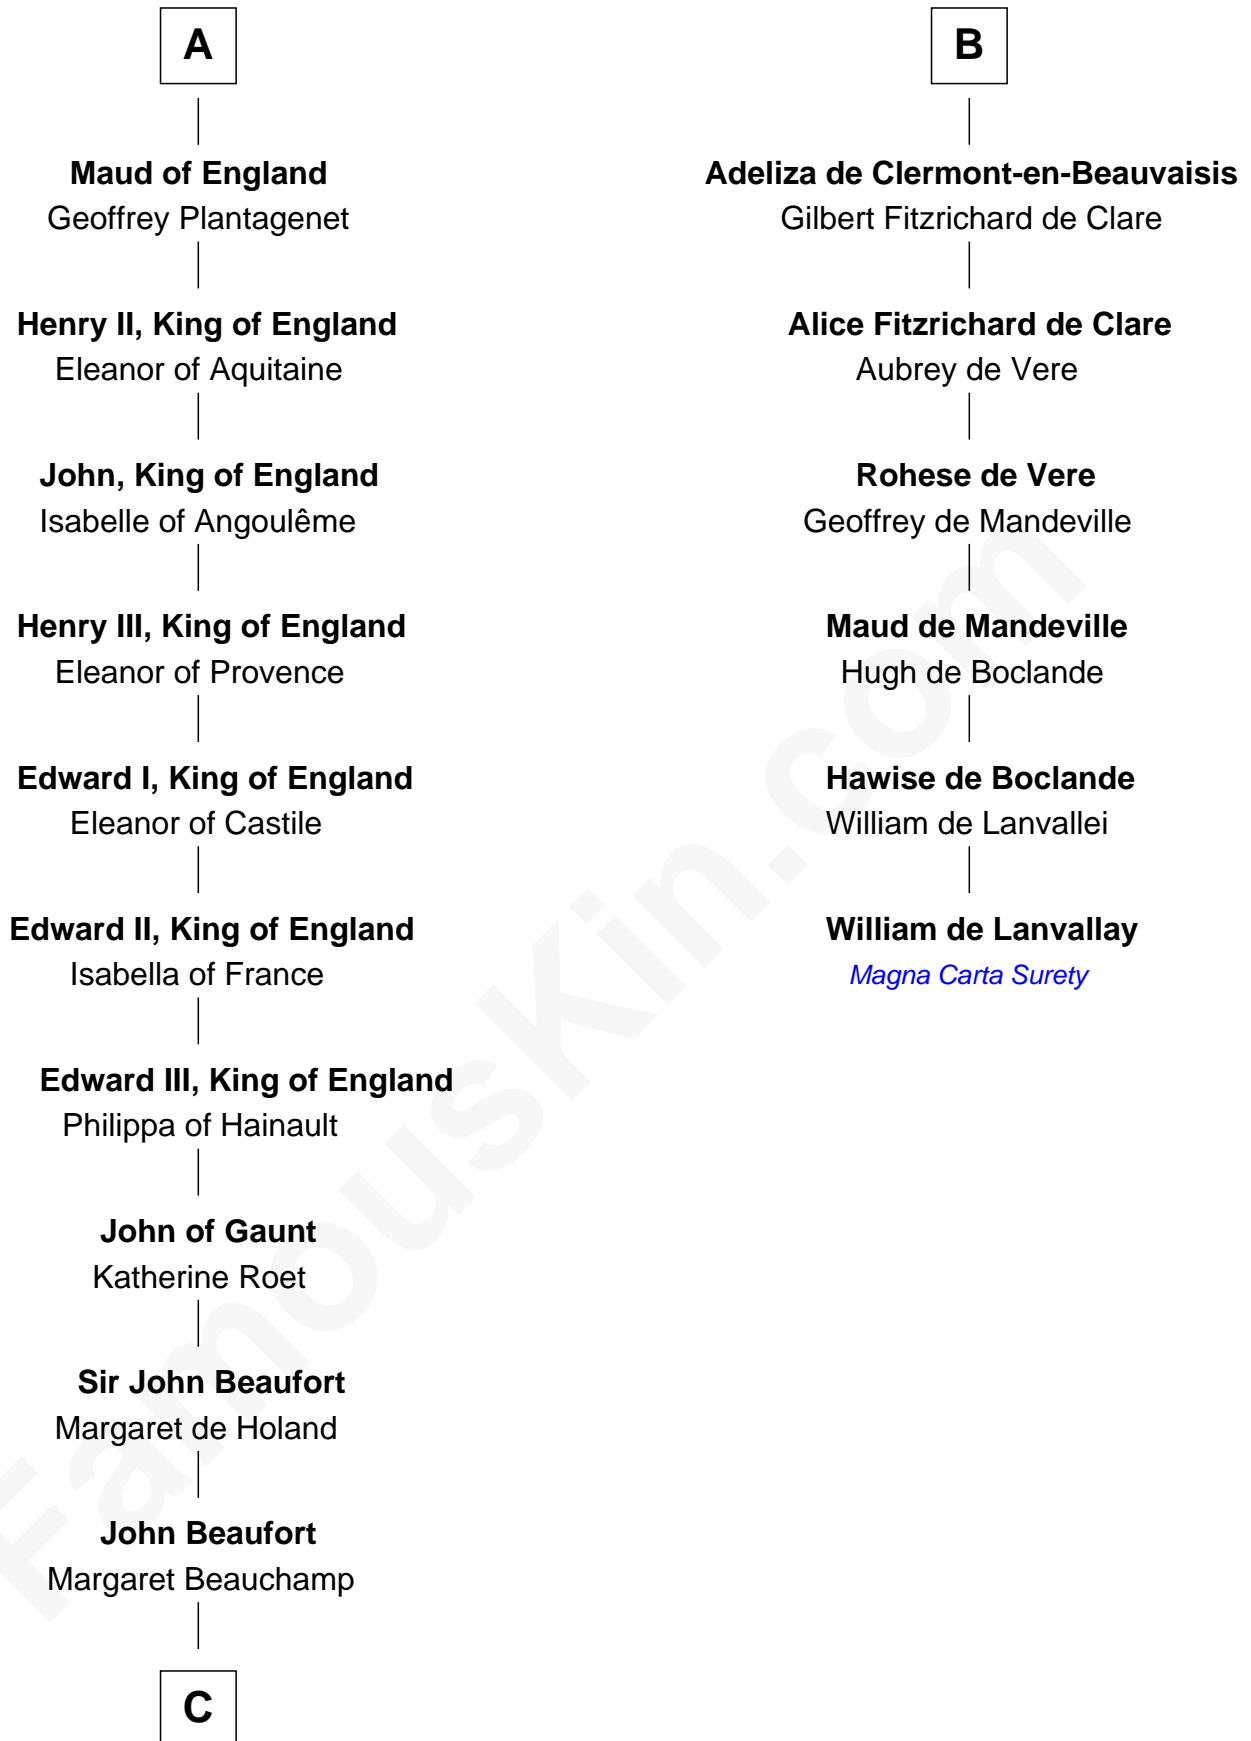 A
Maud of England
Geoffrey Plantagenet
Henry II, King of England
Eleanor of Aquitaine
John, King of England
Isabelle of Angoulême
Henry III, King of England
Eleanor of Provence
Edward I, King of England
Eleanor of Castile
Edward II, King of England
Isabella of France
Edward III, King of England
Philippa of Hainault
John of Gaunt
Katherine Roet
Sir John Beaufort
Margaret de Holand
John Beaufort
Margaret Beauchamp
C
B
Adeliza de Clermont-en-Beauvaisis
Gilbert Fitzrichard de Clare
Alice Fitzrichard de Clare
Aubrey de Vere
Rohese de Vere
Geoffrey de Mandeville
Maud de Mandeville
Hugh de Boclande
Hawise de Boclande
William de Lanvallei
William de Lanvallay
Magna Carta Surety
FamousKin.com